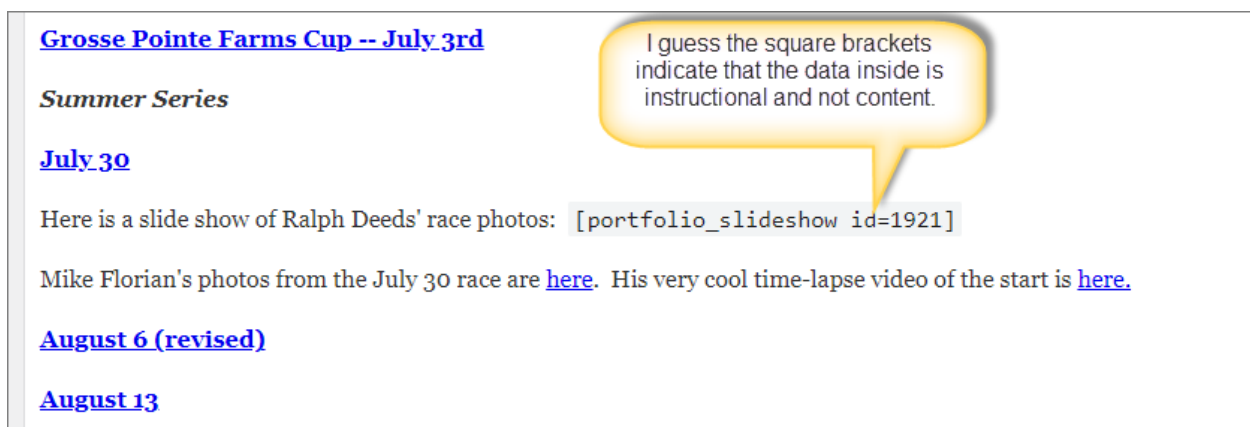 Grosse Pointe Farms Cup -- July 3rd
I guess the square brackets
indicate that the data inside is
instructional and not content.
Summer Series
July 30
Here is a slide show of Ralph Deeds' race photos: [portfolio_slideshow id=1921]
Mike Florian's photos from the July 30 race are here. His very cool time-lapse video of the start is here.
August 6 (revised)
August 13